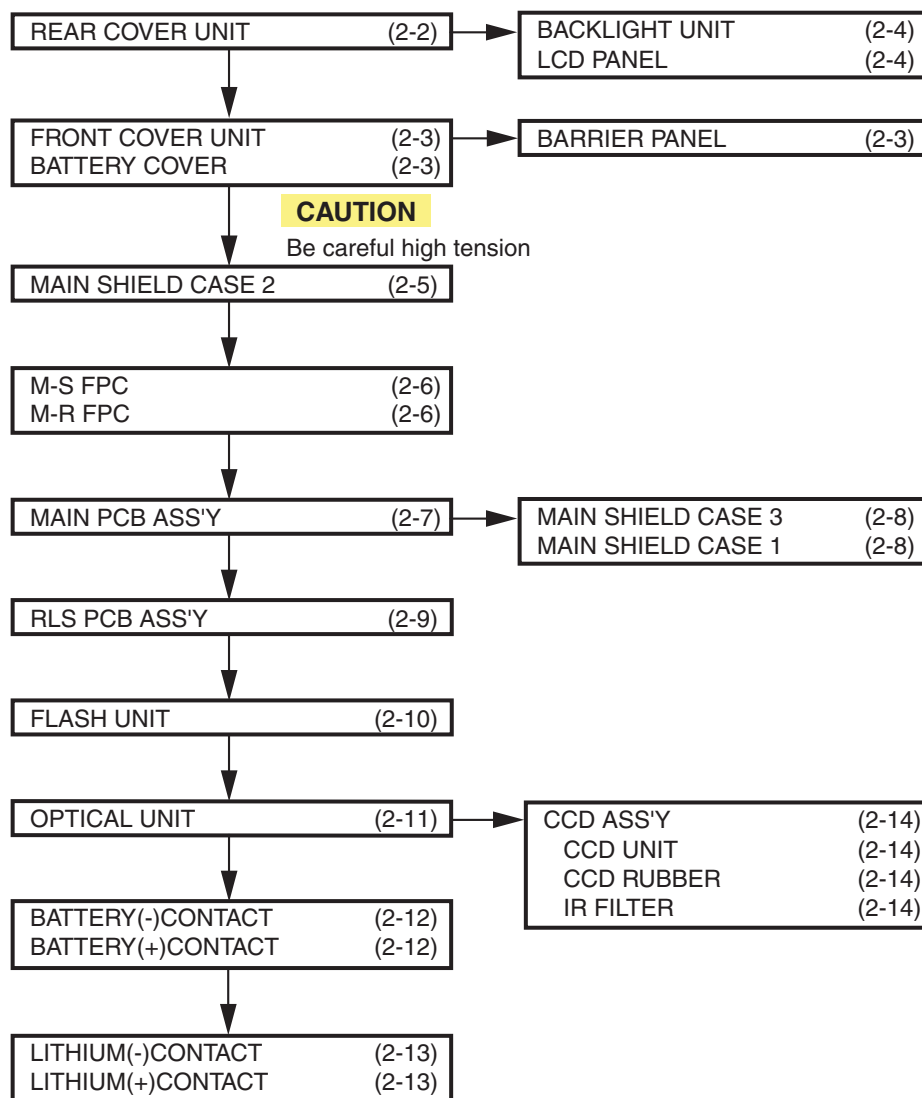 REAR COVER UNIT (2-2)
BACKLIGHT UNIT (2-4)
LCD PANEL (2-4)
FRONT COVER UNIT (2-3)
BATTERY COVER (2-3)
BARRIER PANEL (2-3)
CAUTION
Be careful high tension
MAIN SHIELD CASE 2 (2-5)
M-S FPC (2-6)
M-R FPC (2-6)
MAIN PCB ASS'Y (2-7)
MAIN SHIELD CASE 3 (2-8)
MAIN SHIELD CASE 1 (2-8)
RLS PCB ASS'Y (2-9)
FLASH UNIT (2-10)
OPTICAL UNIT (2-11)
CCD ASS'Y (2-14)
CCD UNIT (2-14)
CCD RUBBER (2-14)
IR FILTER (2-14)
BATTERY(-)CONTACT (2-12)
BATTERY(+)CONTACT (2-12)
LITHIUM(-)CONTACT (2-13)
LITHIUM(+)CONTACT (2-13)